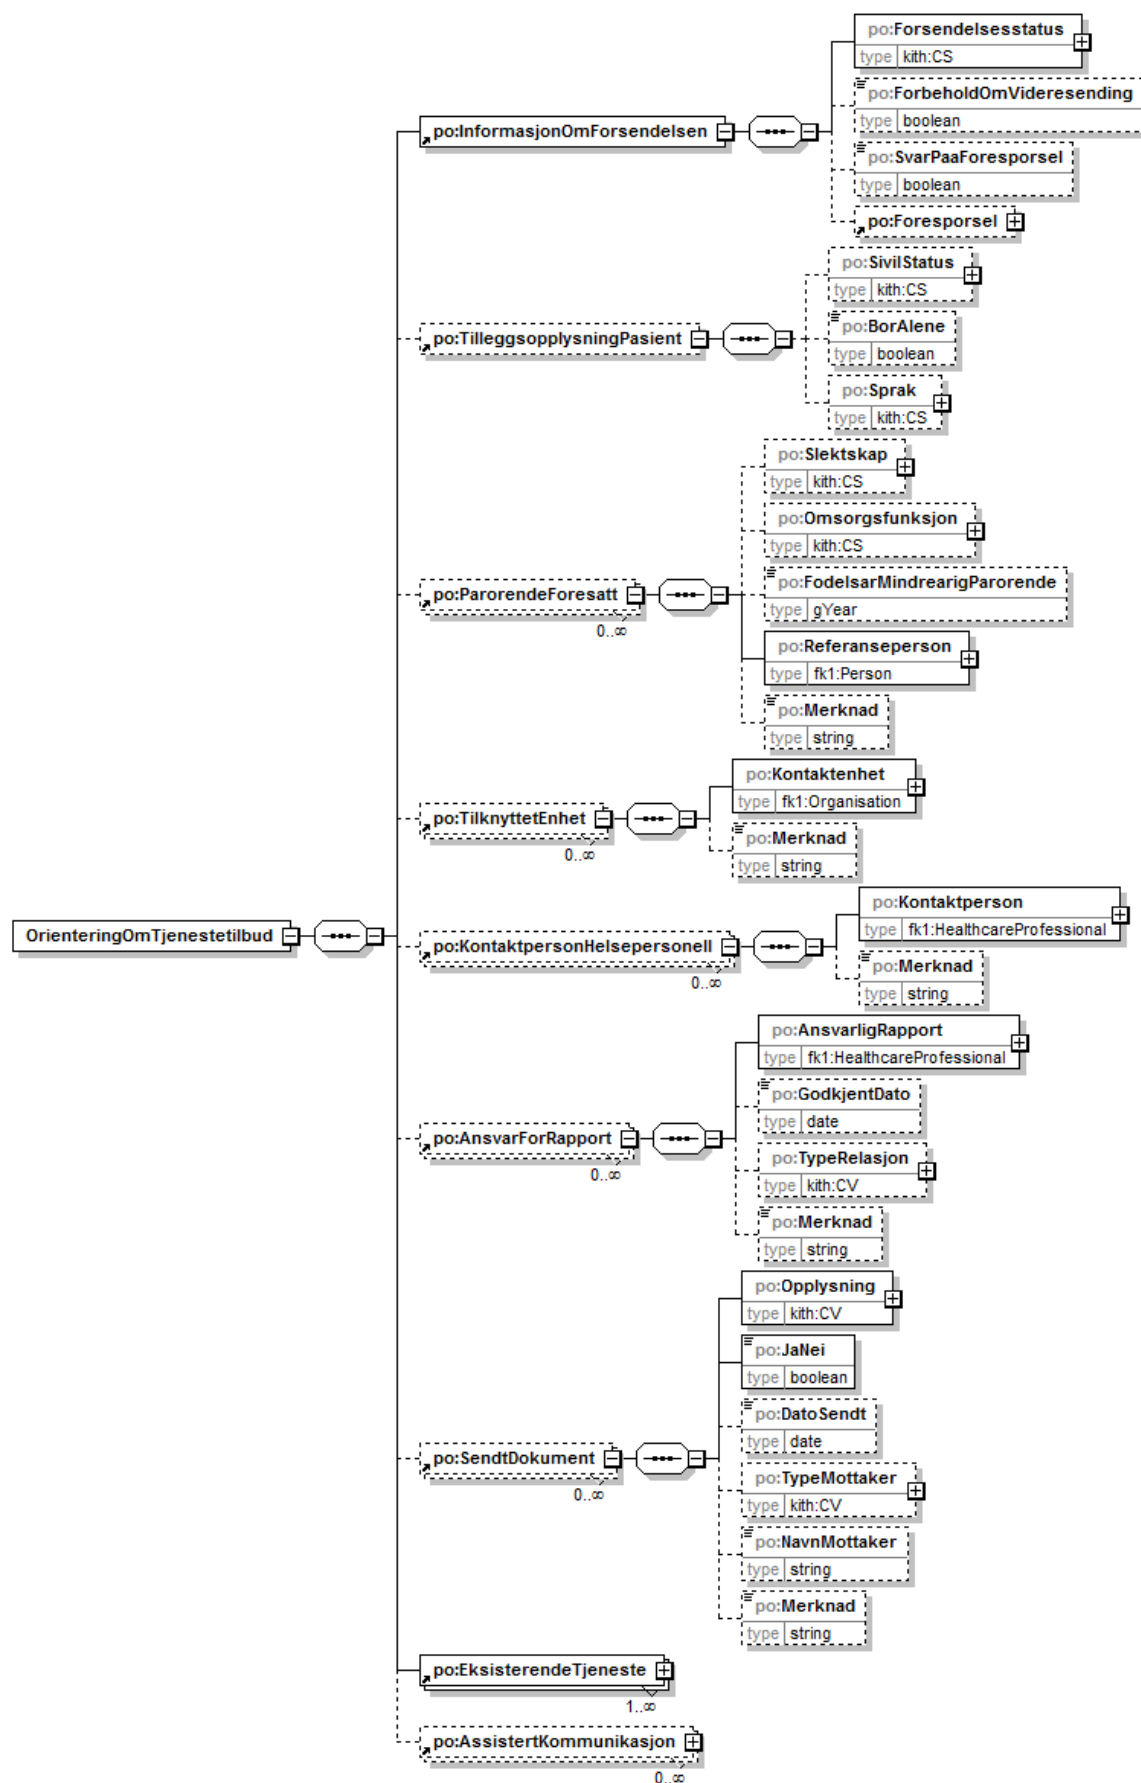 po:Forsendelsesstatus
type kith:CS
po:ForbeholdOmVideresending
type boolean
po:InformasjonOmForsendelsen
po:SvarPaaForesporsel
type boolean
po:Foresporsel
po:SivilStatus
type kith:CS
po:TilleggsopplysningPasient
po:BorAlene
type boolean
po:Sprak
type kith:CS
po:Slektskap
type kith:CS
po:Omsorgsfunksjon
type kith:CS
po:ParorendeForesatt
0..∞
po:FodelsarMindrearigParorende
type gYear
po:Referanseperson
type fk1:Person
po:Merknad
type string
po:Kontaktenhet
type fk1:Organisation
po:TilknyttetEnhet
0..∞
po:Merknad
type string
OrienteringOmTjenestetilbud
po:Kontaktperson
type fk1:HealthcareProfessional
po:KontaktpersonHelsepersonell
0..∞
po:Merknad
type string
po:AnsvarligRapport
type fk1:HealthcareProfessional
po:GodkjentDato
type date
po:AnsvarForRapport
0..∞
po:TypeRelasjon
type kith:CV
po:Merknad
type string
po:Opplysning
type kith:CV
po:JaNei
type boolean
po:DatoSendt
type date
po:SendtDokument
0..∞
po:TypeMottaker
type kith:CV
po:NavnMottaker
type string
po:Merknad
type string
po:EksisterendeTjeneste
1..∞
po:AssistertKommunikasjon
0..∞